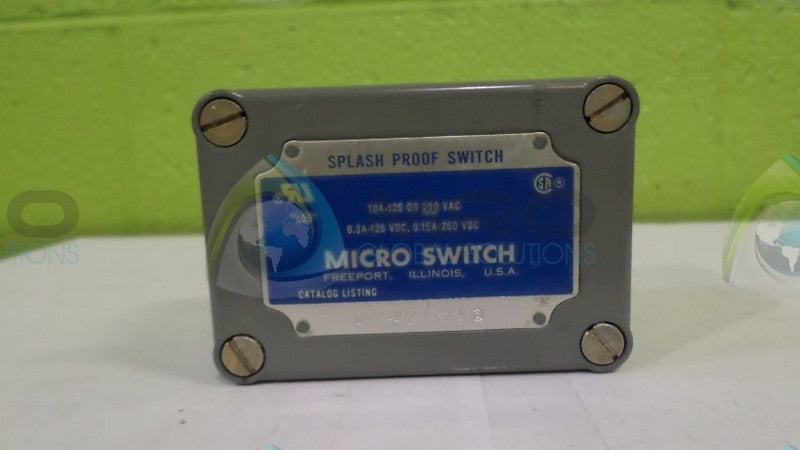 SPLASH PROOF SWITCH
10A-125 OR 250 VAC
0.3A-125 VDC, 0.15A-250 VDC
MICRO SWITCH
FREEPORT, ILLINOIS, U.S.A.
CATALOG LISTING